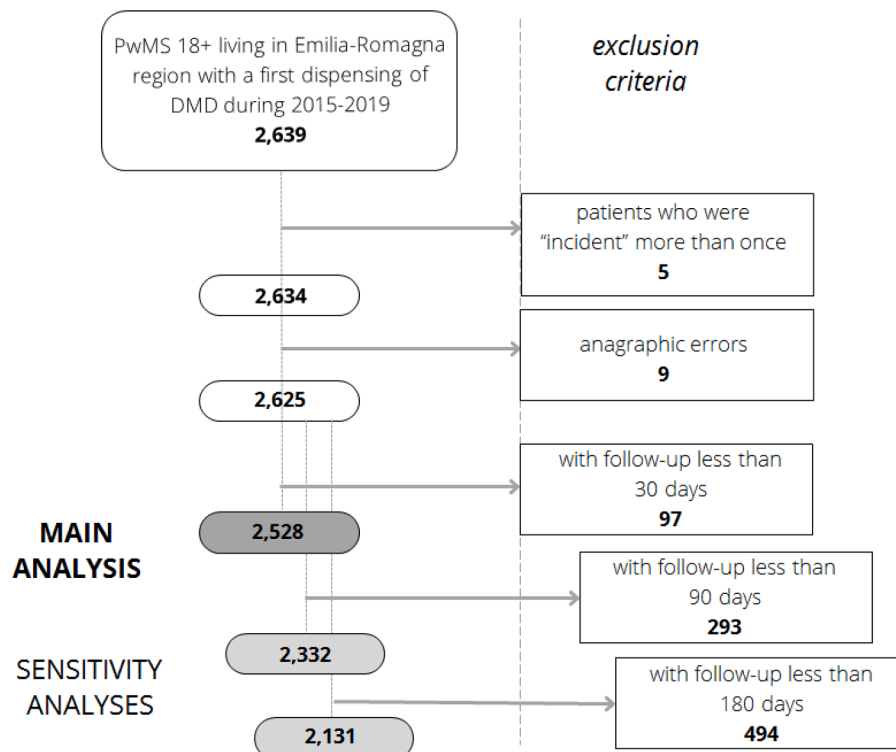 PwMS 18+ living in Emilia-Romagna
region with a first dispensing of
DMD during 2015-2019
2,639
exclusion
criteria
patients who were
“incident” more than once
5
2,634
anagraphic errors
9
2,625
with follow-up less than
30 days
97
MAIN
ANALYSIS
2,528
with follow-up less than
90 days
293
2,332
SENSITIVITY
ANALYSES
with follow-up less than
180 days
494
2,131